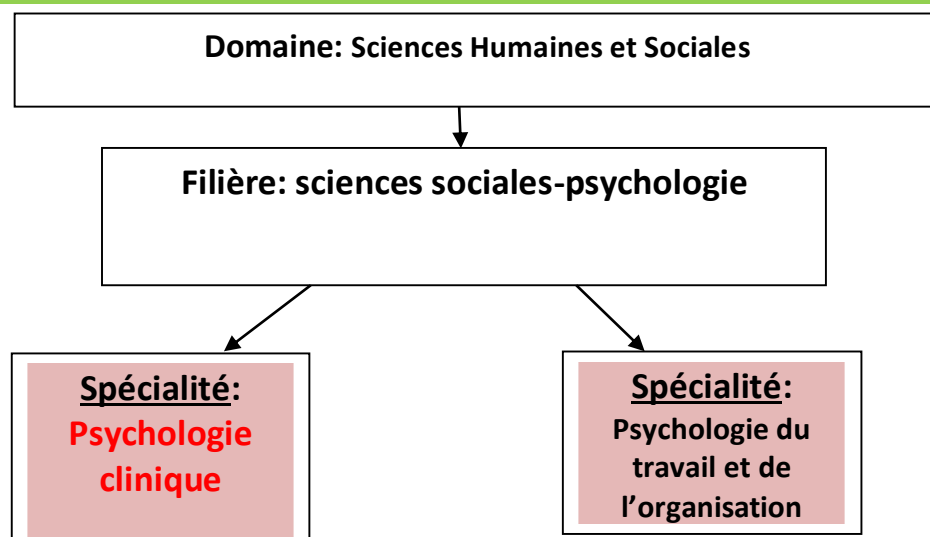 Domaine: Sciences Humaines et Sociales
Filière: sciences sociales-psychologie
Spécialité:
Psychologie
clinique
Spécialité:
Psychologie du
travail et de
l’organisation